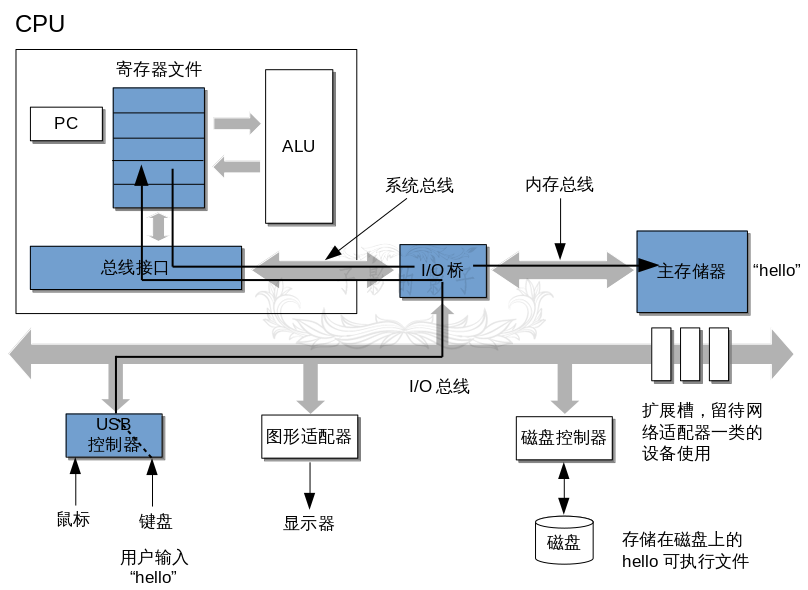 CPU
寄存器文件
PC
ALU
系统总线
内存总线
总线接口
I/O 桥
主存储器
“hello”
I/O 总线
扩展槽，留待网
络适配器一类的
设备使用
USB
控制器
图形适配器
磁盘控制器
鼠标
键盘
显示器
磁盘
用户输入
“hello”
存储在磁盘上的
hello 可执行文件